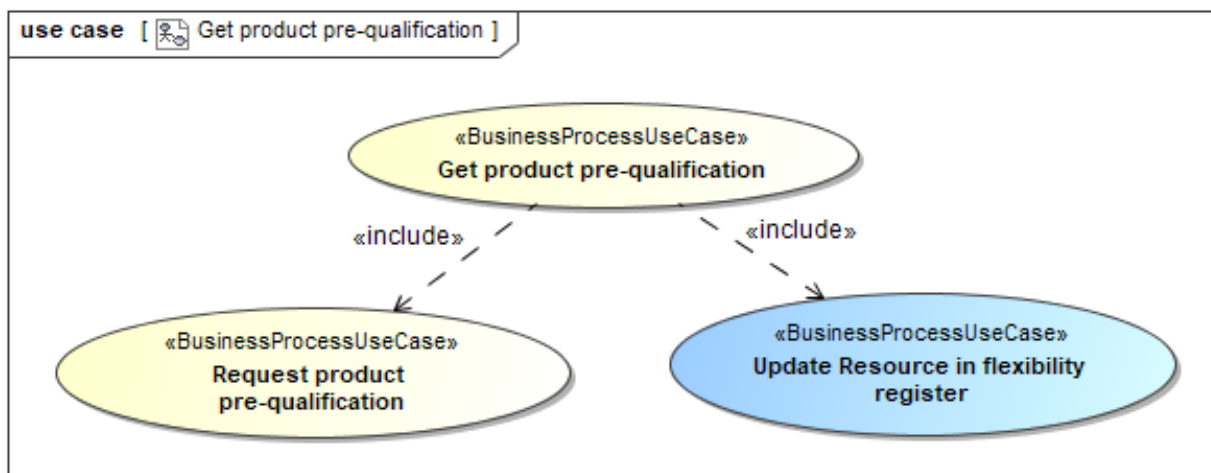 use case [ Get product pre-qualification ]
«BusinessProcessUseCase»
Get product pre-qualification
«include»
«include»
«BusinessProcessUseCase»
Request product
pre-qualification
«BusinessProcessUseCase»
Update Resource in flexibility
register